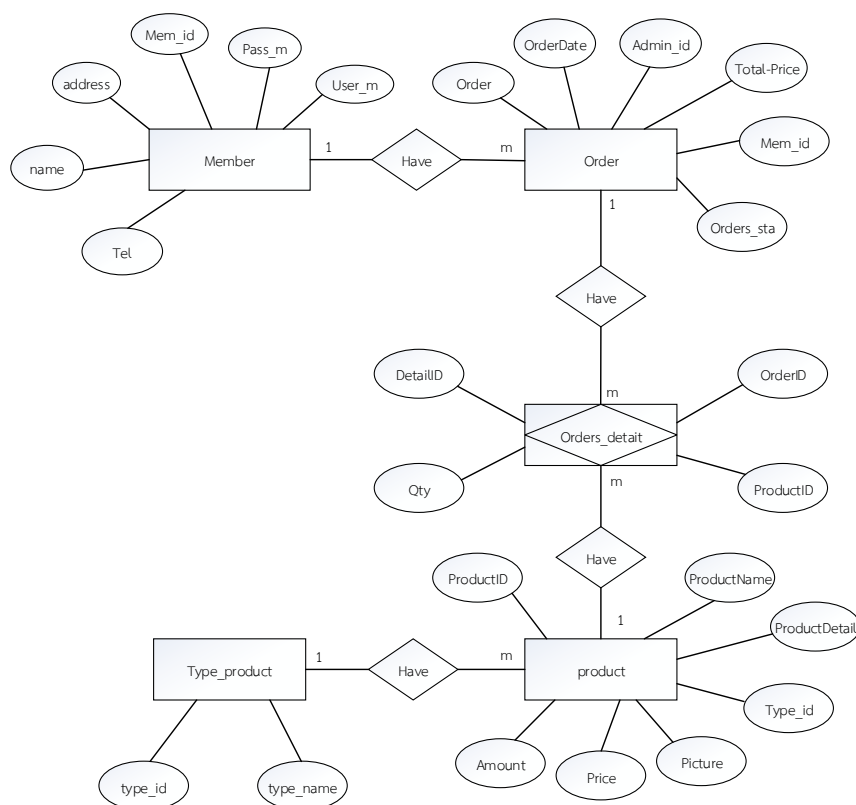 Mem_id
Pass_m
OrderDate
Admin_id
address
User_m
Order
Total-Price
name
Member
1
Have
m
Order
Mem_id
Tel
1
Orders_sta
Have
DetailID
OrderID
m
Orders_detait
Qty
m
ProductID
Have
ProductID
ProductName
1
ProductDetail
Type_product
1
Have
m
product
Type_id
type_id
type_name
Amount
Price
Picture